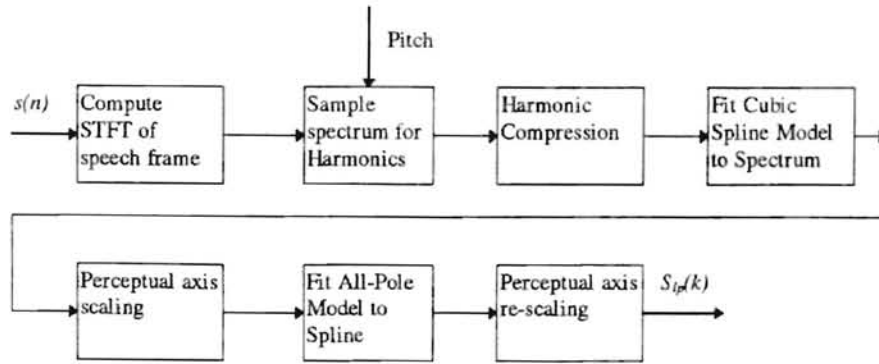 Pitch
s(n)
Compute
STFT of
speech frame
Sample
spectrum for
Harmonics
Harmonic
Compression
Fit Cubic
Spline Model
to Spectrum
Perceptual axis
scaling
Fit All-Pole
Model to
Spline
Perceptual axis
re-scaling
S_lp(k)